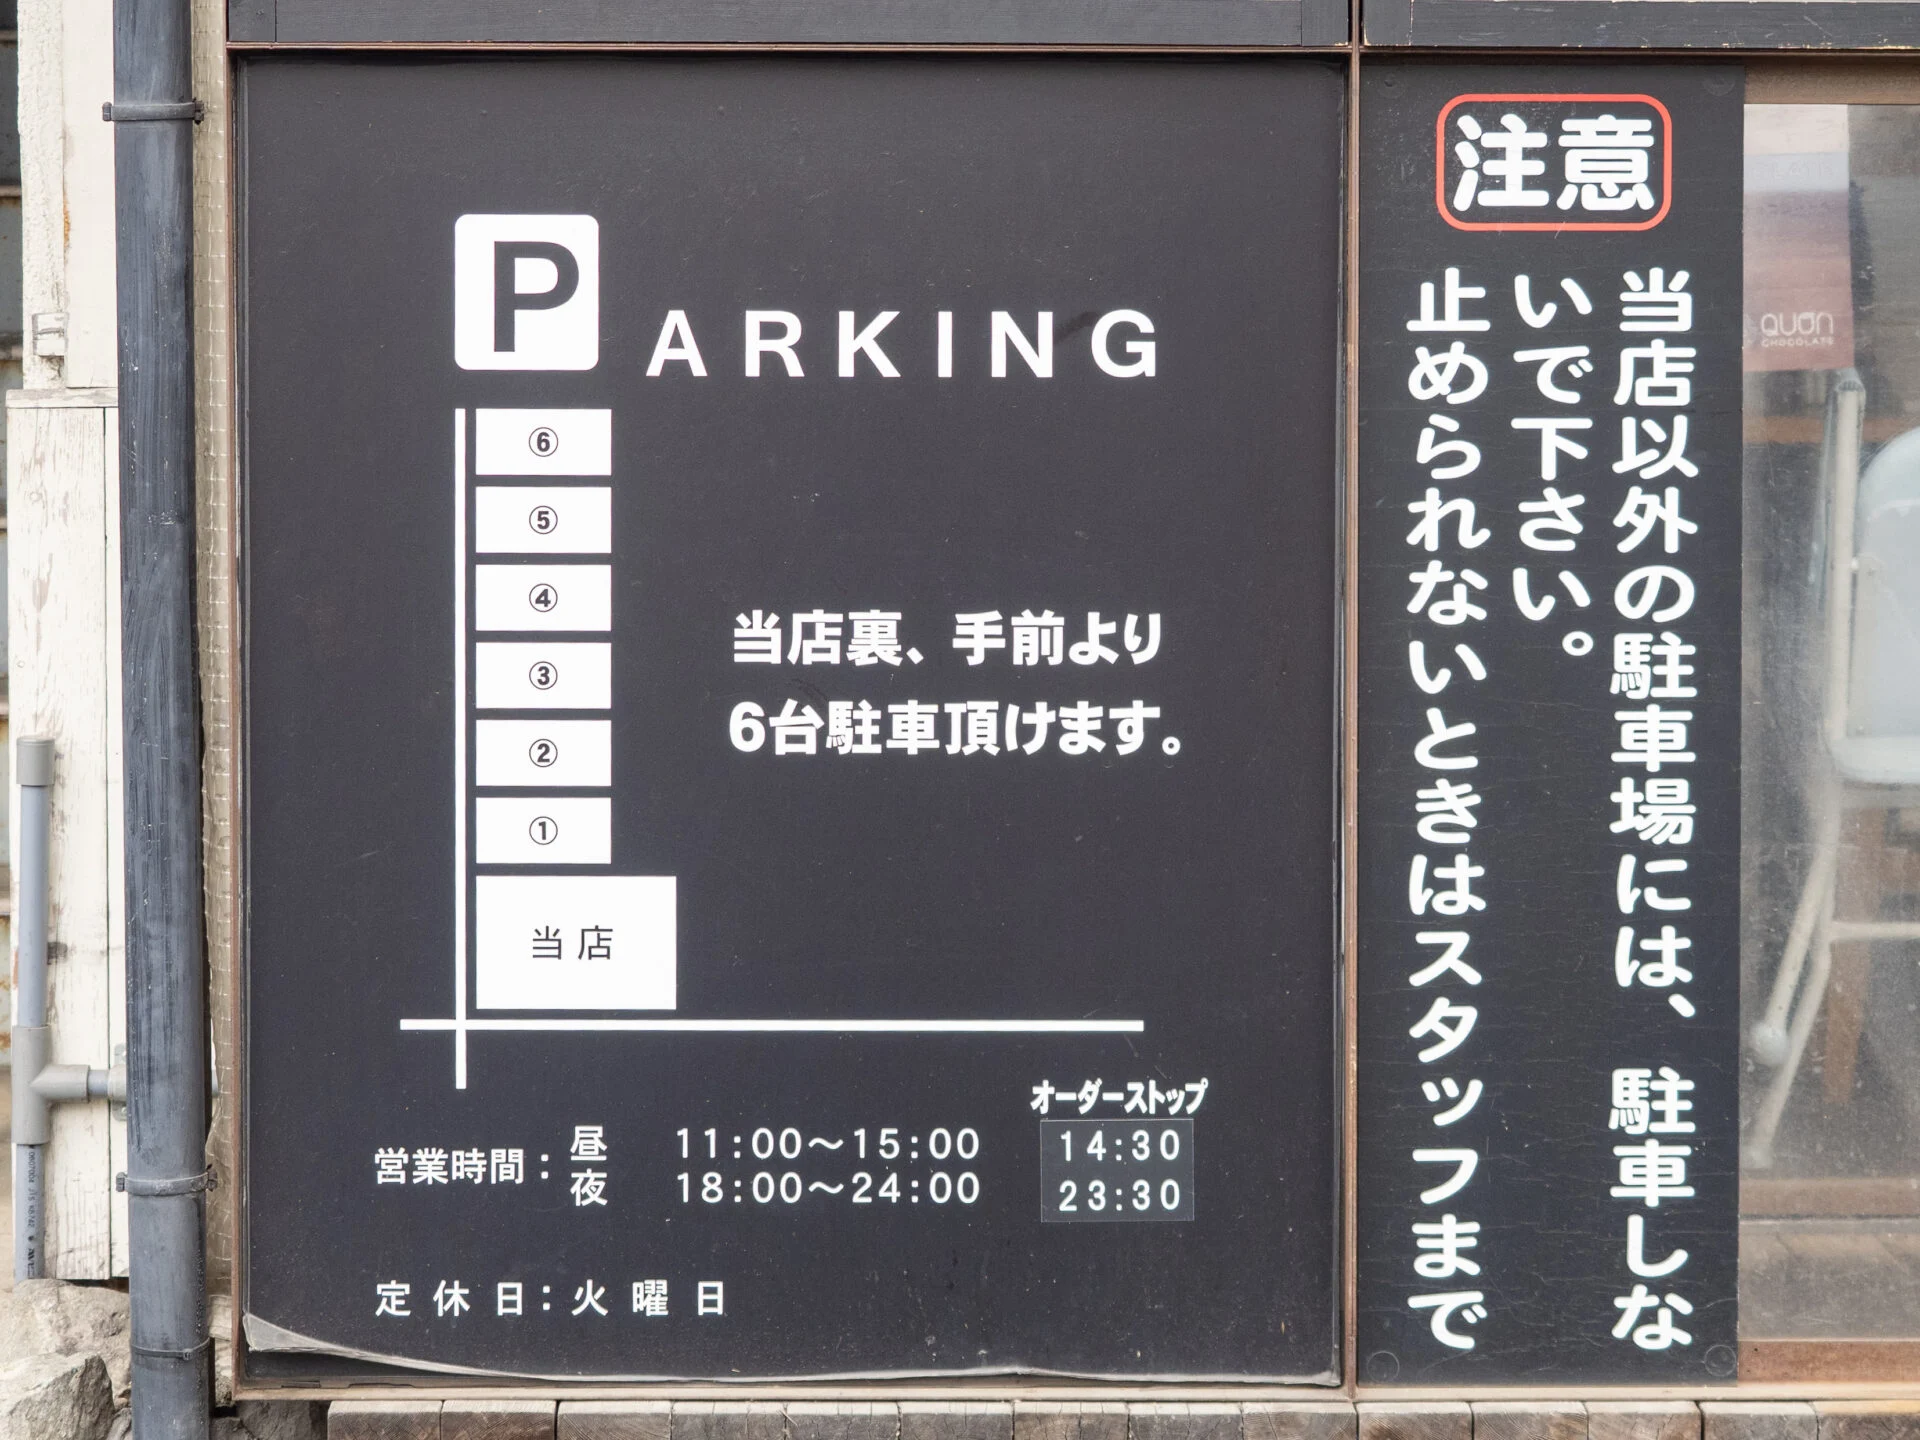 PARKING
⑥
⑤
④
③
②
①
当店
当店裏、手前より
6台駐車頂けます。
オーダーストップ
営業時間：昼 11:00〜15:00 14:30
夜 18:00〜24:00 23:30
定休日：火曜日
注意
当店以外の駐車場には、駐車しな
いで下さい。
止められないときはスタッフまで
QUON
CHOCOLATE